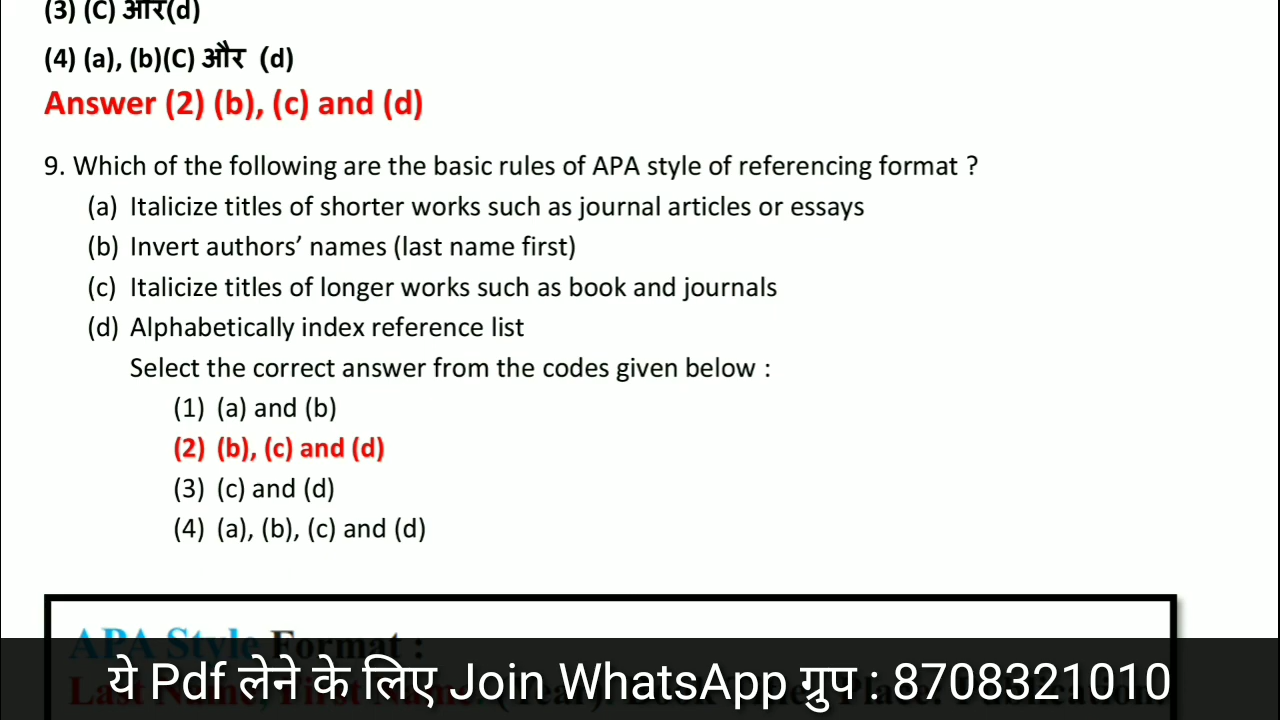 (3) (C) और(d)
(4) (a), (b)(C) और (d)
Answer (2) (b), (c) and (d)
9. Which of the following are the basic rules of APA style of referencing format ?
(a) Italicize titles of shorter works such as journal articles or essays
(b) Invert authors’ names (last name first)
(c) Italicize titles of longer works such as book and journals
(d) Alphabetically index reference list
Select the correct answer from the codes given below :
(1) (a) and (b)
(2) (b), (c) and (d)
(3) (c) and (d)
(4) (a), (b), (c) and (d)
APA Style Format :
ये Pdf लेने के लिए Join WhatsApp ग्रुप : 8708321010